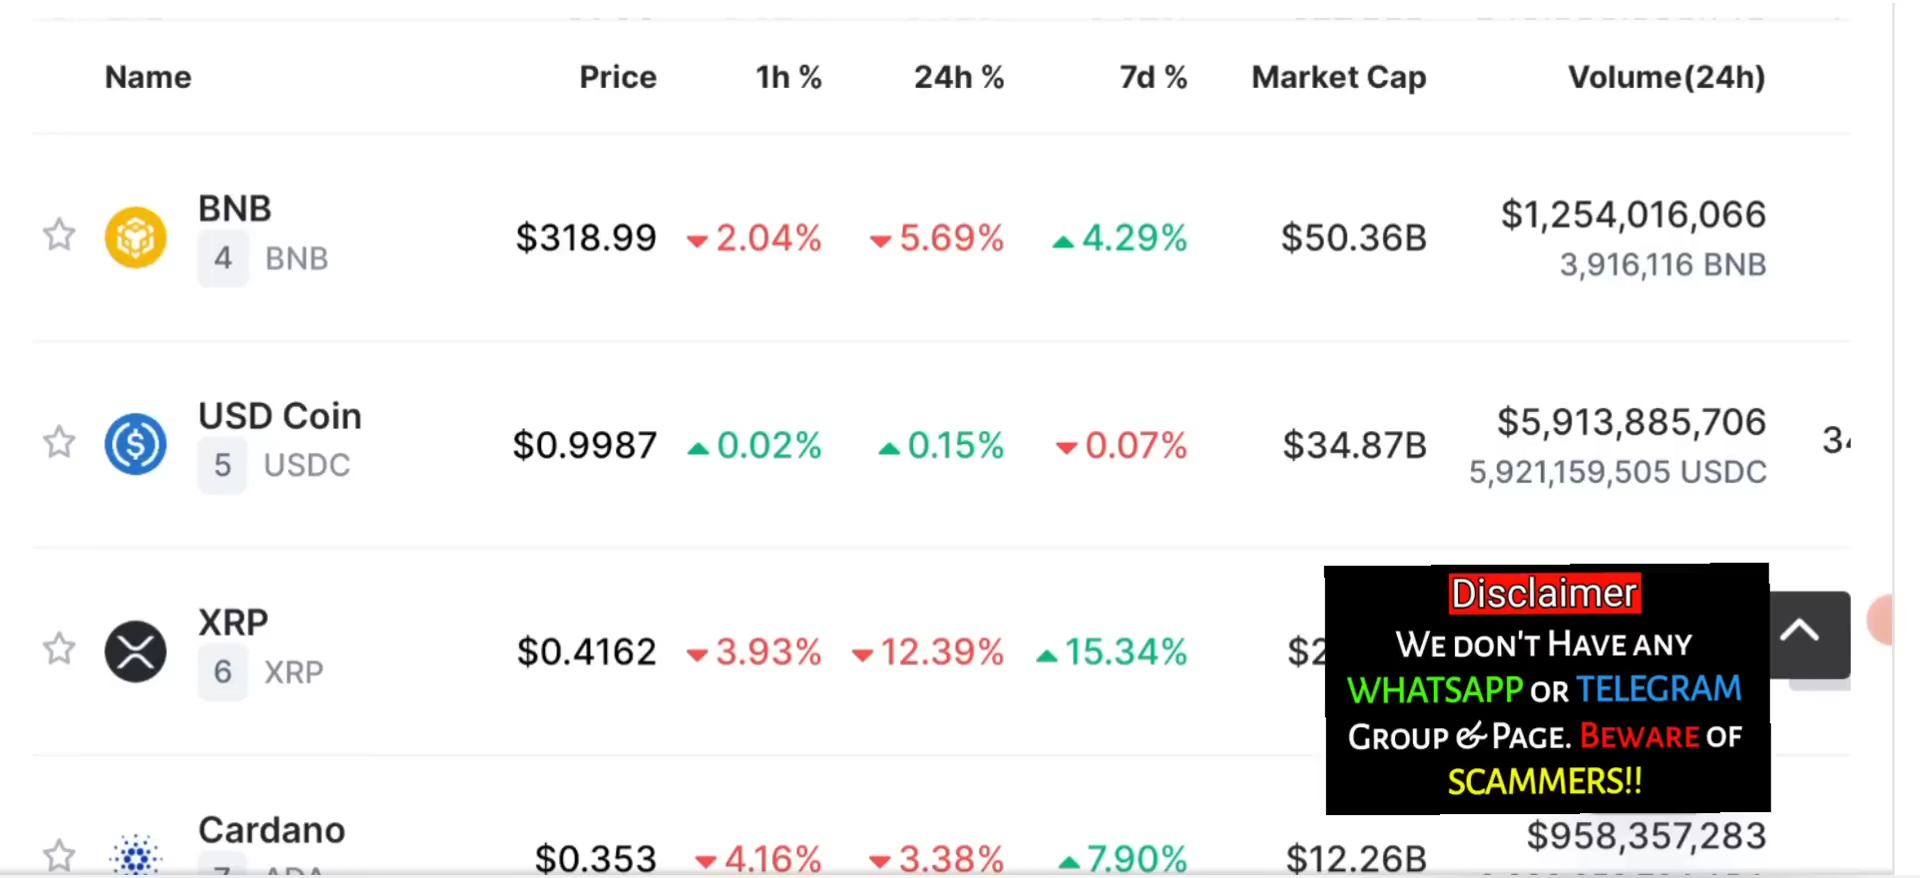 Name Price 1h % 24h % 7d % Market Cap Volume(24h)
BNB
4 BNB
$318.99 2.04% 5.69% 4.29% $50.36B
$1,254,016,066
3,916,116 BNB
USD Coin
5 USDC
$0.9987 0.02% 0.15% 0.07% $34.87B
$5,913,885,706
5,921,159,505 USDC
XRP
6 XRP
$0.4162 3.93% 12.39% 15.34%
Disclaimer
WE DON'T HAVE ANY
WHATSAPP OR TELEGRAM
GROUP & PAGE. BEWARE OF
SCAMMERS!!
Cardano
$0.353 4.16% 3.38% 7.90% $12.26B
$958,357,283